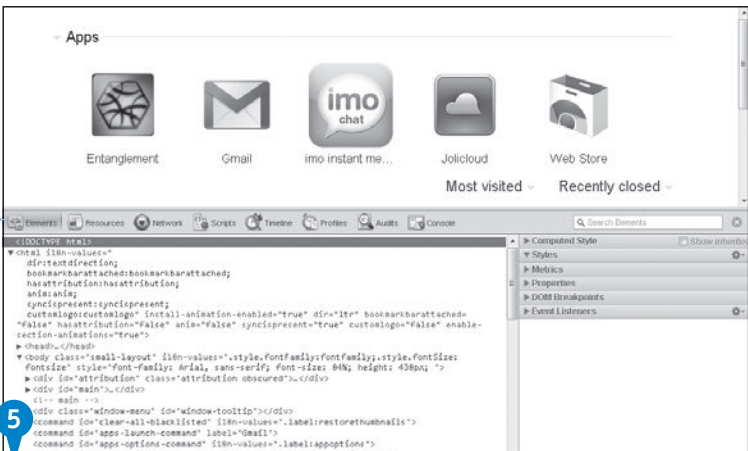 Apps
imo
chat
Entanglement
Gmail
imo instant me...
Jolicloud
Web Store
Most visited
Recently closed
Elements
Resources
Network
Scripts
Timeline
Profiles
Audits
Console
Search Elements
<!DOCTYPE html>
<html i18n-values="
dir:textdirection;
bookmarkbarattached:bookmarkbarattached;
hasattribution:hasattribution;
anim:anim;
syncispresent:syncispresent;
customlogo:customlogo" install-animation-enabled="true" dir="ltr" bookmarkbarattached=
"false" hasattribution="false" anim="false" syncispresent="true" customlogo="false" enable-
section-animations="true">
<head>…</head>
<body class="small-layout" i18n-values=".style.fontFamily:fontfamily;.style.fontSize:
fontsize" style="font-family: Arial, sans-serif; font-size: 84%; height: 438px; ">
<div id="attribution" class="attribution obscured">…</div>
<div id="main">…</div>
<!-- main -->
<div class="window-menu" id="window-tooltip"></div>
<command id="clear-all-blacklisted" i18n-values=".label:restorethumbnails">
<command id="apps-launch-command" label="Gmail">
<command id="apps-options-command" i18n-values=".label:appoptions">
5
Computed Style
Show inherited
Styles
Metrics
Properties
DOM Breakpoints
Event Listeners